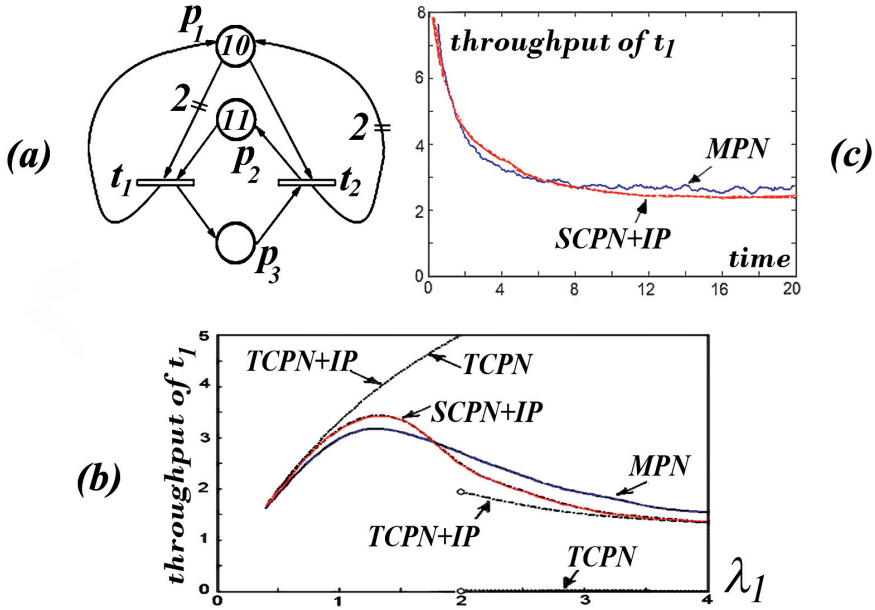 (a)
p1
10
2
11
p2
2
t1
t2
p3
(c)
throughput of t1
8
6
4
2
0
0
4
8
12
16
20
MPN
SCPN+IP
time
(b)
throughput of t1
5
4
3
2
1
0
0
1
2
3
4
TCPN+IP
TCPN
SCPN+IP
MPN
TCPN+IP
TCPN
λ1